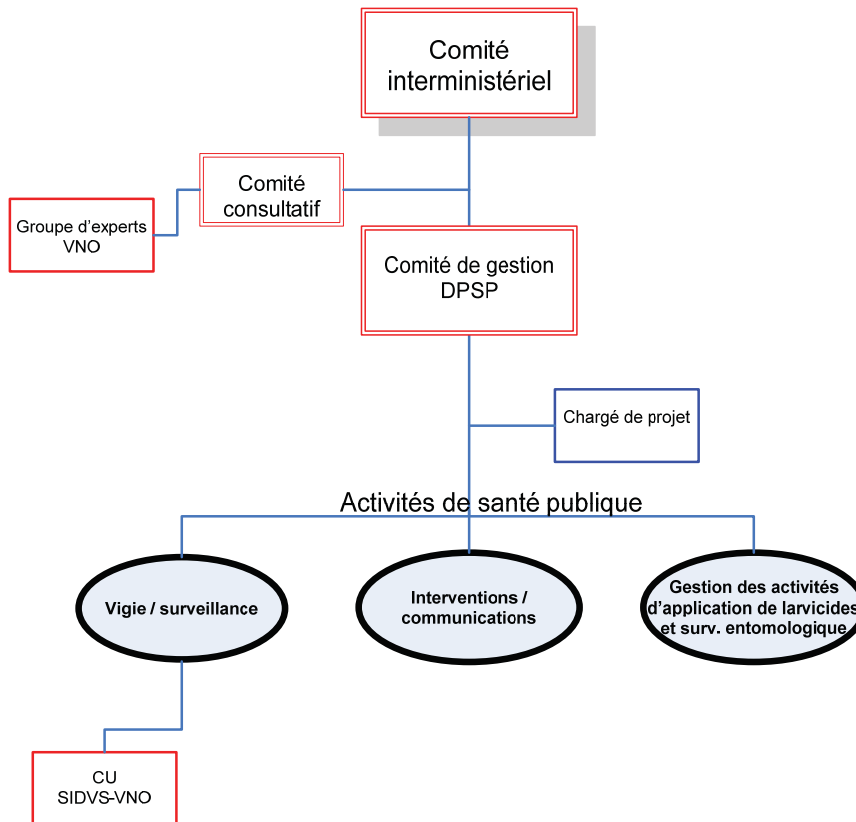 Comité
interministériel
Comité
consultatif
Groupe d'experts
VNO
Comité de gestion
DPSP
Chargé de projet
Activités de santé publique
Vigie / surveillance
Interventions /
communications
Gestion des activités
d'application de larvicides
et surv. entomologique
CU
SIDVS-VNO